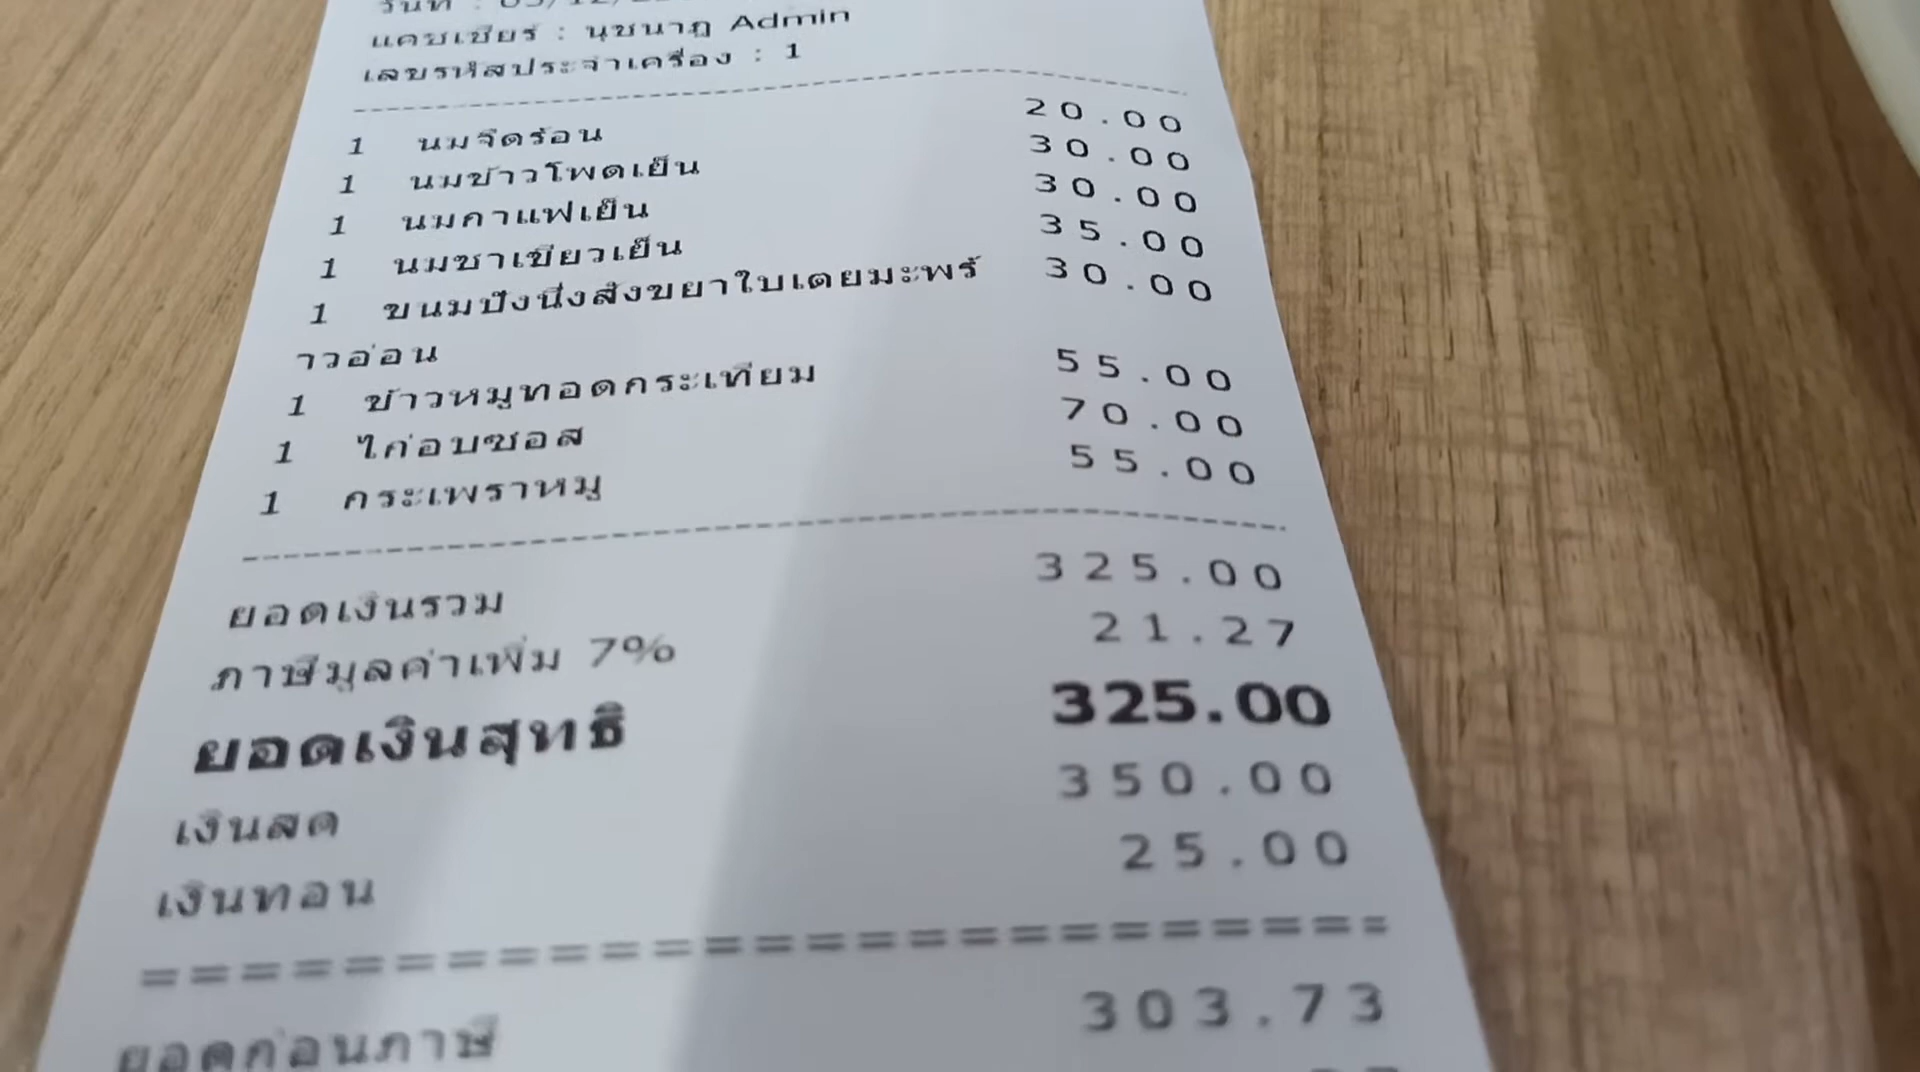 วันที่ :
แคชเชียร์ : นุชนาฎ Admin
เลขรหัสประจำเครื่อง : 1
1 นมจืดร้อน 20.00
1 นมข้าวโพดเย็น 30.00
1 นมคาแฟเย็น 30.00
1 นมชาเขียวเย็น 35.00
1 ขนมปังนึ่งสังขยาใบเตยมะพร้ 30.00
าวอ่อน
1 ข้าวหมูทอดกระเทียม 55.00
1 ไก่อบซอส 70.00
1 กระเพราหมู 55.00
ยอดเงินรวม 325.00
ภาษีมูลค่าเพิ่ม 7% 21.27
ยอดเงินสุทธิ 325.00
เงินสด 350.00
เงินทอน 25.00
ยอดก่อนภาษี 303.73